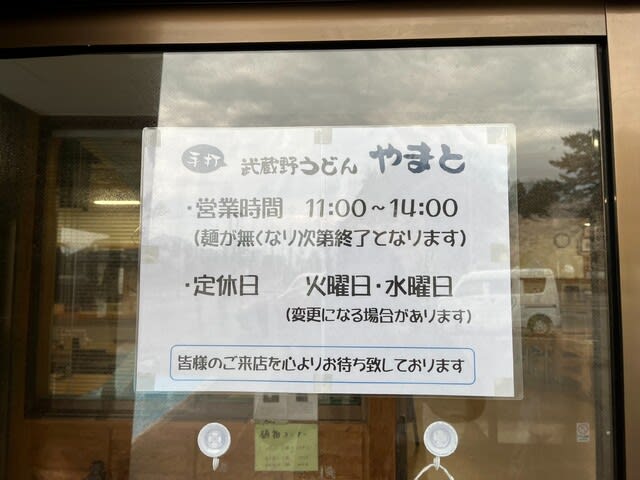 手打 武蔵野うどん やまと
・営業時間 11:00～14:00
(麺が無くなり次第終了となります)
・定休日 火曜日・水曜日
(変更になる場合があります)
皆様のご来店を心よりお待ち致しております